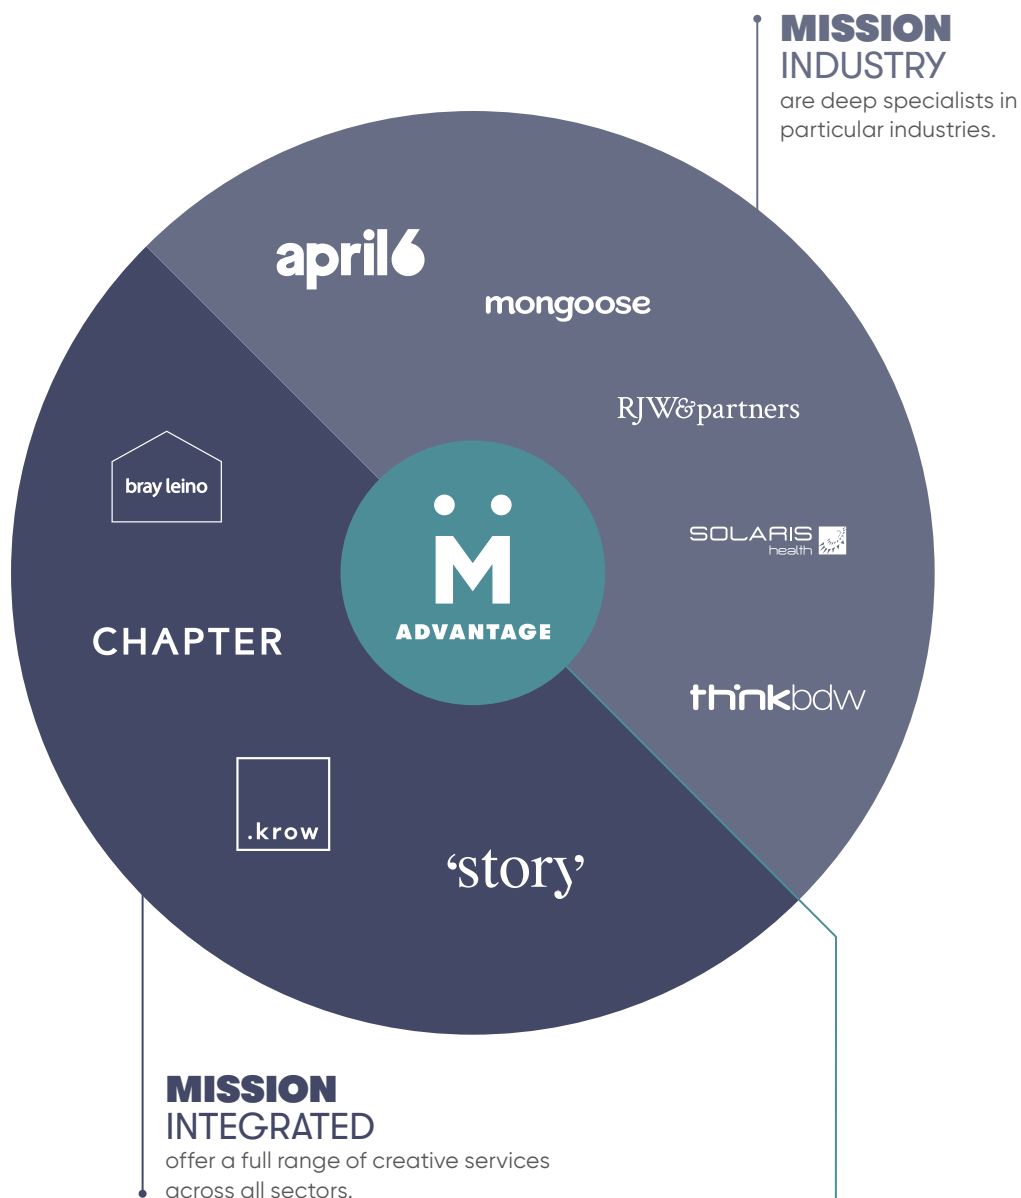 MISSION
INDUSTRY
are deep specialists in
particular industries.
april6
mongoose
RJW&partners
bray leino
M
ADVANTAGE
SOLARIS
health
CHAPTER
thinkbdw
.krow
‘story’
MISSION
INTEGRATED
offer a full range of creative services
across all sectors.